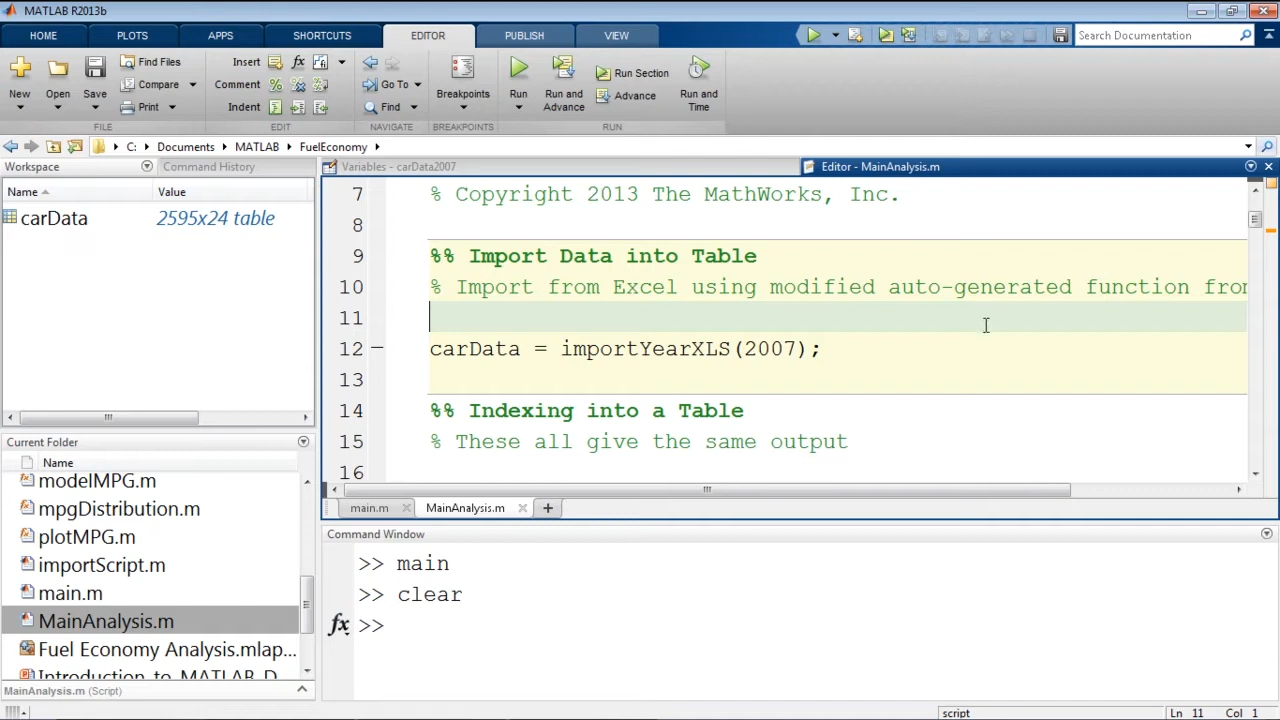 MATLAB R2013b
HOME PLOTS APPS SHORTCUTS EDITOR PUBLISH VIEW Search Documentation
New Open Save Find Files Compare Print
Insert Comment Indent
Go To Find
Breakpoints
Run Run and Advance Run Section Advance Run and Time
FILE EDIT NAVIGATE BREAKPOINTS RUN
C: Documents MATLAB FuelEconomy
Workspace Command History
Name Value
carData 2595x24 table
Current Folder
Name
modelMPG.m
mpgDistribution.m
plotMPG.m
importScript.m
main.m
MainAnalysis.m
Fuel Economy Analysis.mlap...
MainAnalysis.m (Script)
Variables - carData2007 Editor - MainAnalysis.m
7 % Copyright 2013 The MathWorks, Inc.
8
9 %% Import Data into Table
10 % Import from Excel using modified auto-generated function from
11
12 carData = importYearXLS(2007);
13
14 %% Indexing into a Table
15 % These all give the same output
16
main.m MainAnalysis.m
Command Window
>> main
>> clear
fx >>
script Ln 11 Col 1